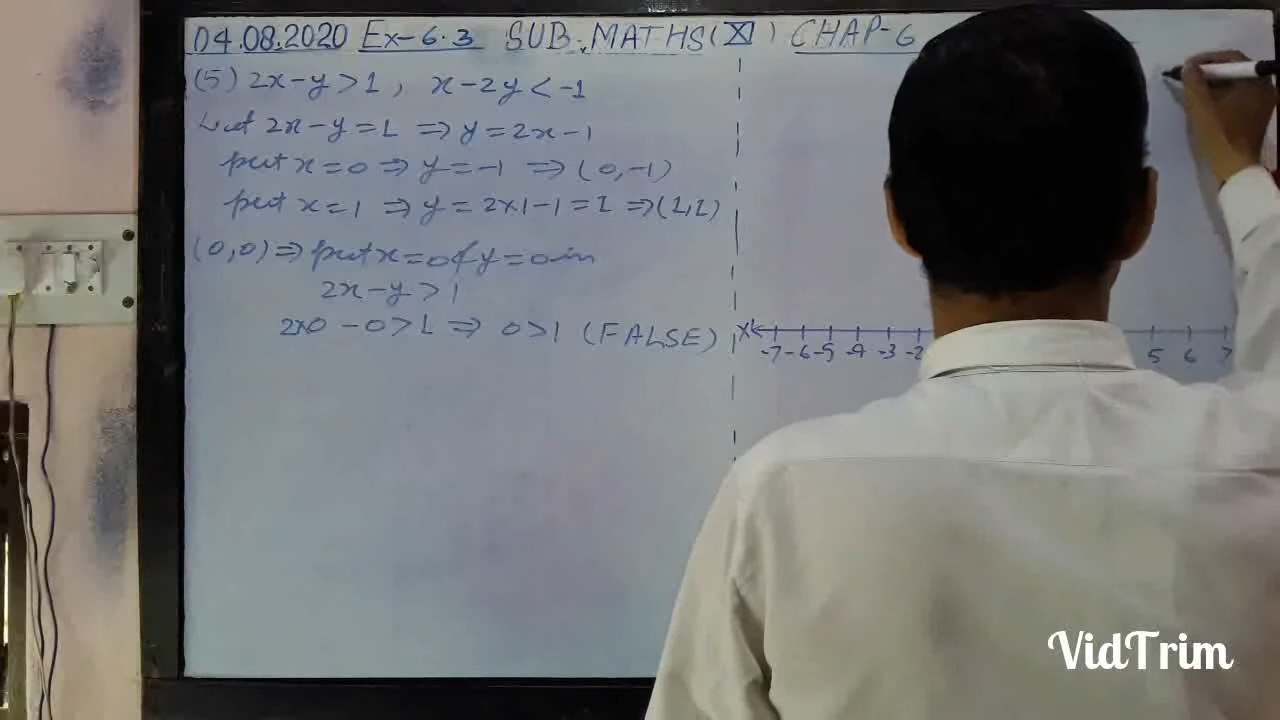 04.08.2020 Ex-6.3 SUB. MATHS (XI) CHAP-6
(5) 2x-y>1, x-2y<-1
Let 2x-y=1 ⇒ y=2x-1
put x=0 ⇒ y=-1 ⇒ (0,-1)
put x=1 ⇒ y=2x1-1=1 ⇒ (1,1)
(0,0) ⇒ put x=0 & y=0 in
2x-y>1
2x0-0>1 ⇒ 0>1 (FALSE)
X'
-7 -6 -5 -4 -3 -2 5 6 7
VidTrim